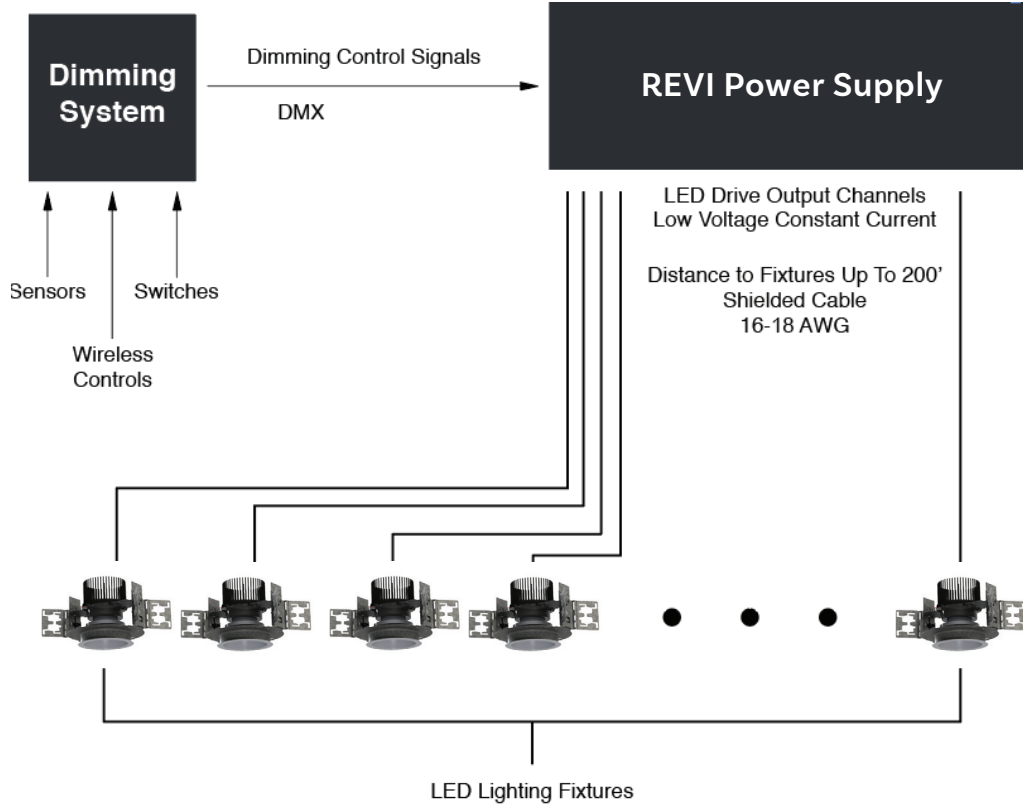 Dimming
System
Dimming Control Signals
DMX
REVI Power Supply
LED Drive Output Channels
Low Voltage Constant Current
Distance to Fixtures Up To 200'
Shielded Cable
16-18 AWG
Sensors
Switches
Wireless
Controls
LED Lighting Fixtures